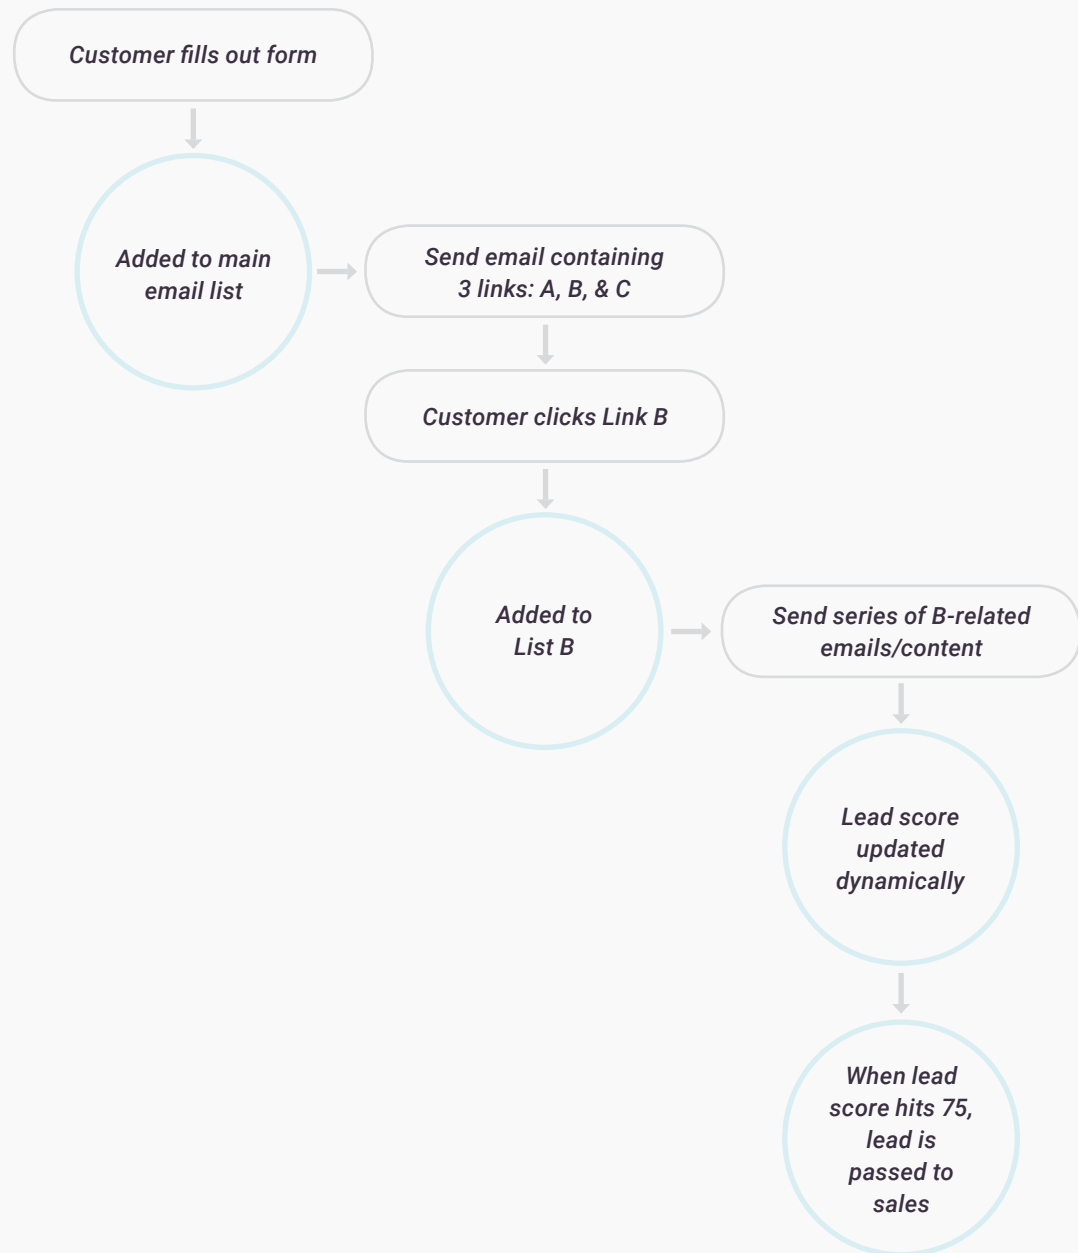 Customer fills out form
Added to main
email list
Send email containing
3 links: A, B, & C
Customer clicks Link B
Added to
List B
Send series of B-related
emails/content
Lead score
updated
dynamically
When lead
score hits 75,
lead is
passed to
sales